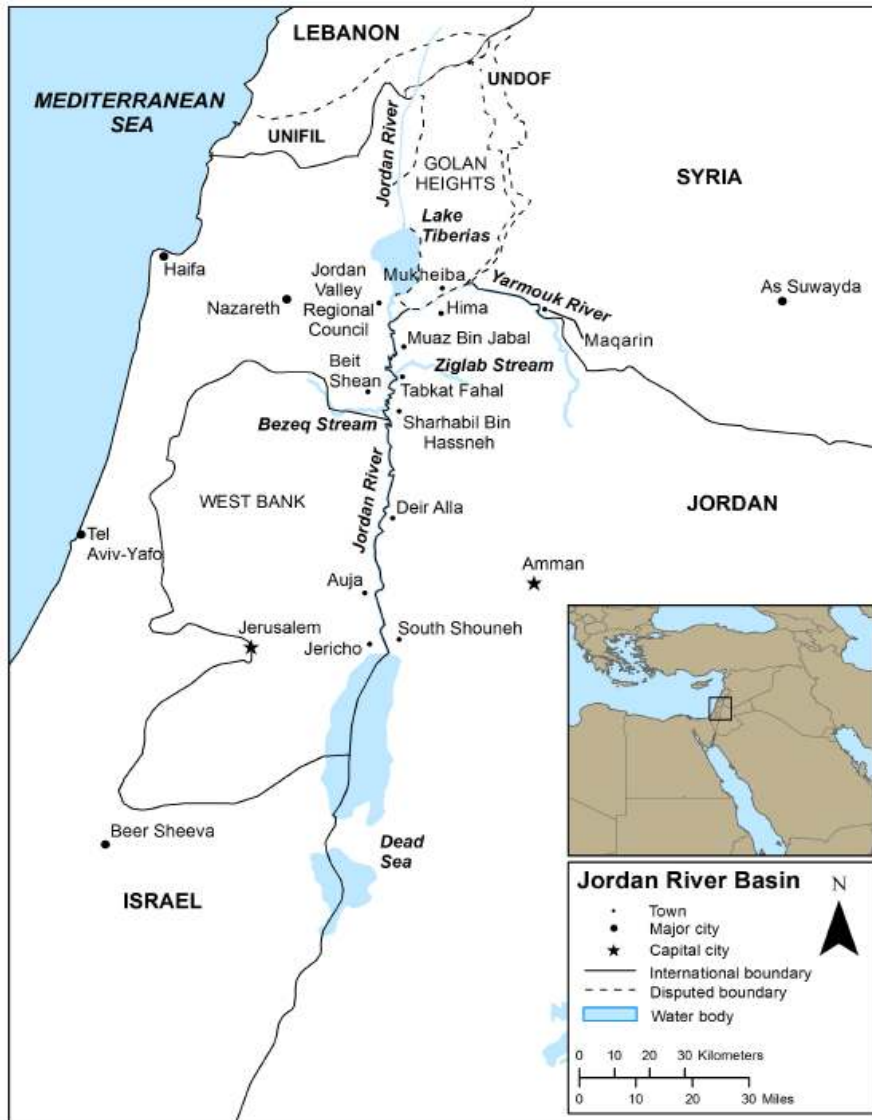 LEBANON
MEDITERRANEAN
SEA
UNDOF
UNIFIL
Jordan River
GOLAN
HEIGHTS
SYRIA
Lake
Tiberias
Haifa
Jordan
Valley
Regional
Council
Mukheiba
Yarmouk River
As Suwayda
Nazareth
Hima
Maqarin
Muaz Bin Jabal
Beit
Shean
Ziglab Stream
Tabkat Fahal
Bezeq Stream
Sharhabil Bin
Hassneh
WEST BANK
Jordan River
Deir Alla
JORDAN
Tel
Aviv-Yafo
Amman
Auja
Jerusalem
Jericho
South Shouneh
Beer Sheeva
Dead
Sea
ISRAEL
Jordan River Basin
N
Town
Major city
Capital city
International boundary
Disputed boundary
Water body
0 10 20 30 Kilometers
0 10 20 30 Miles